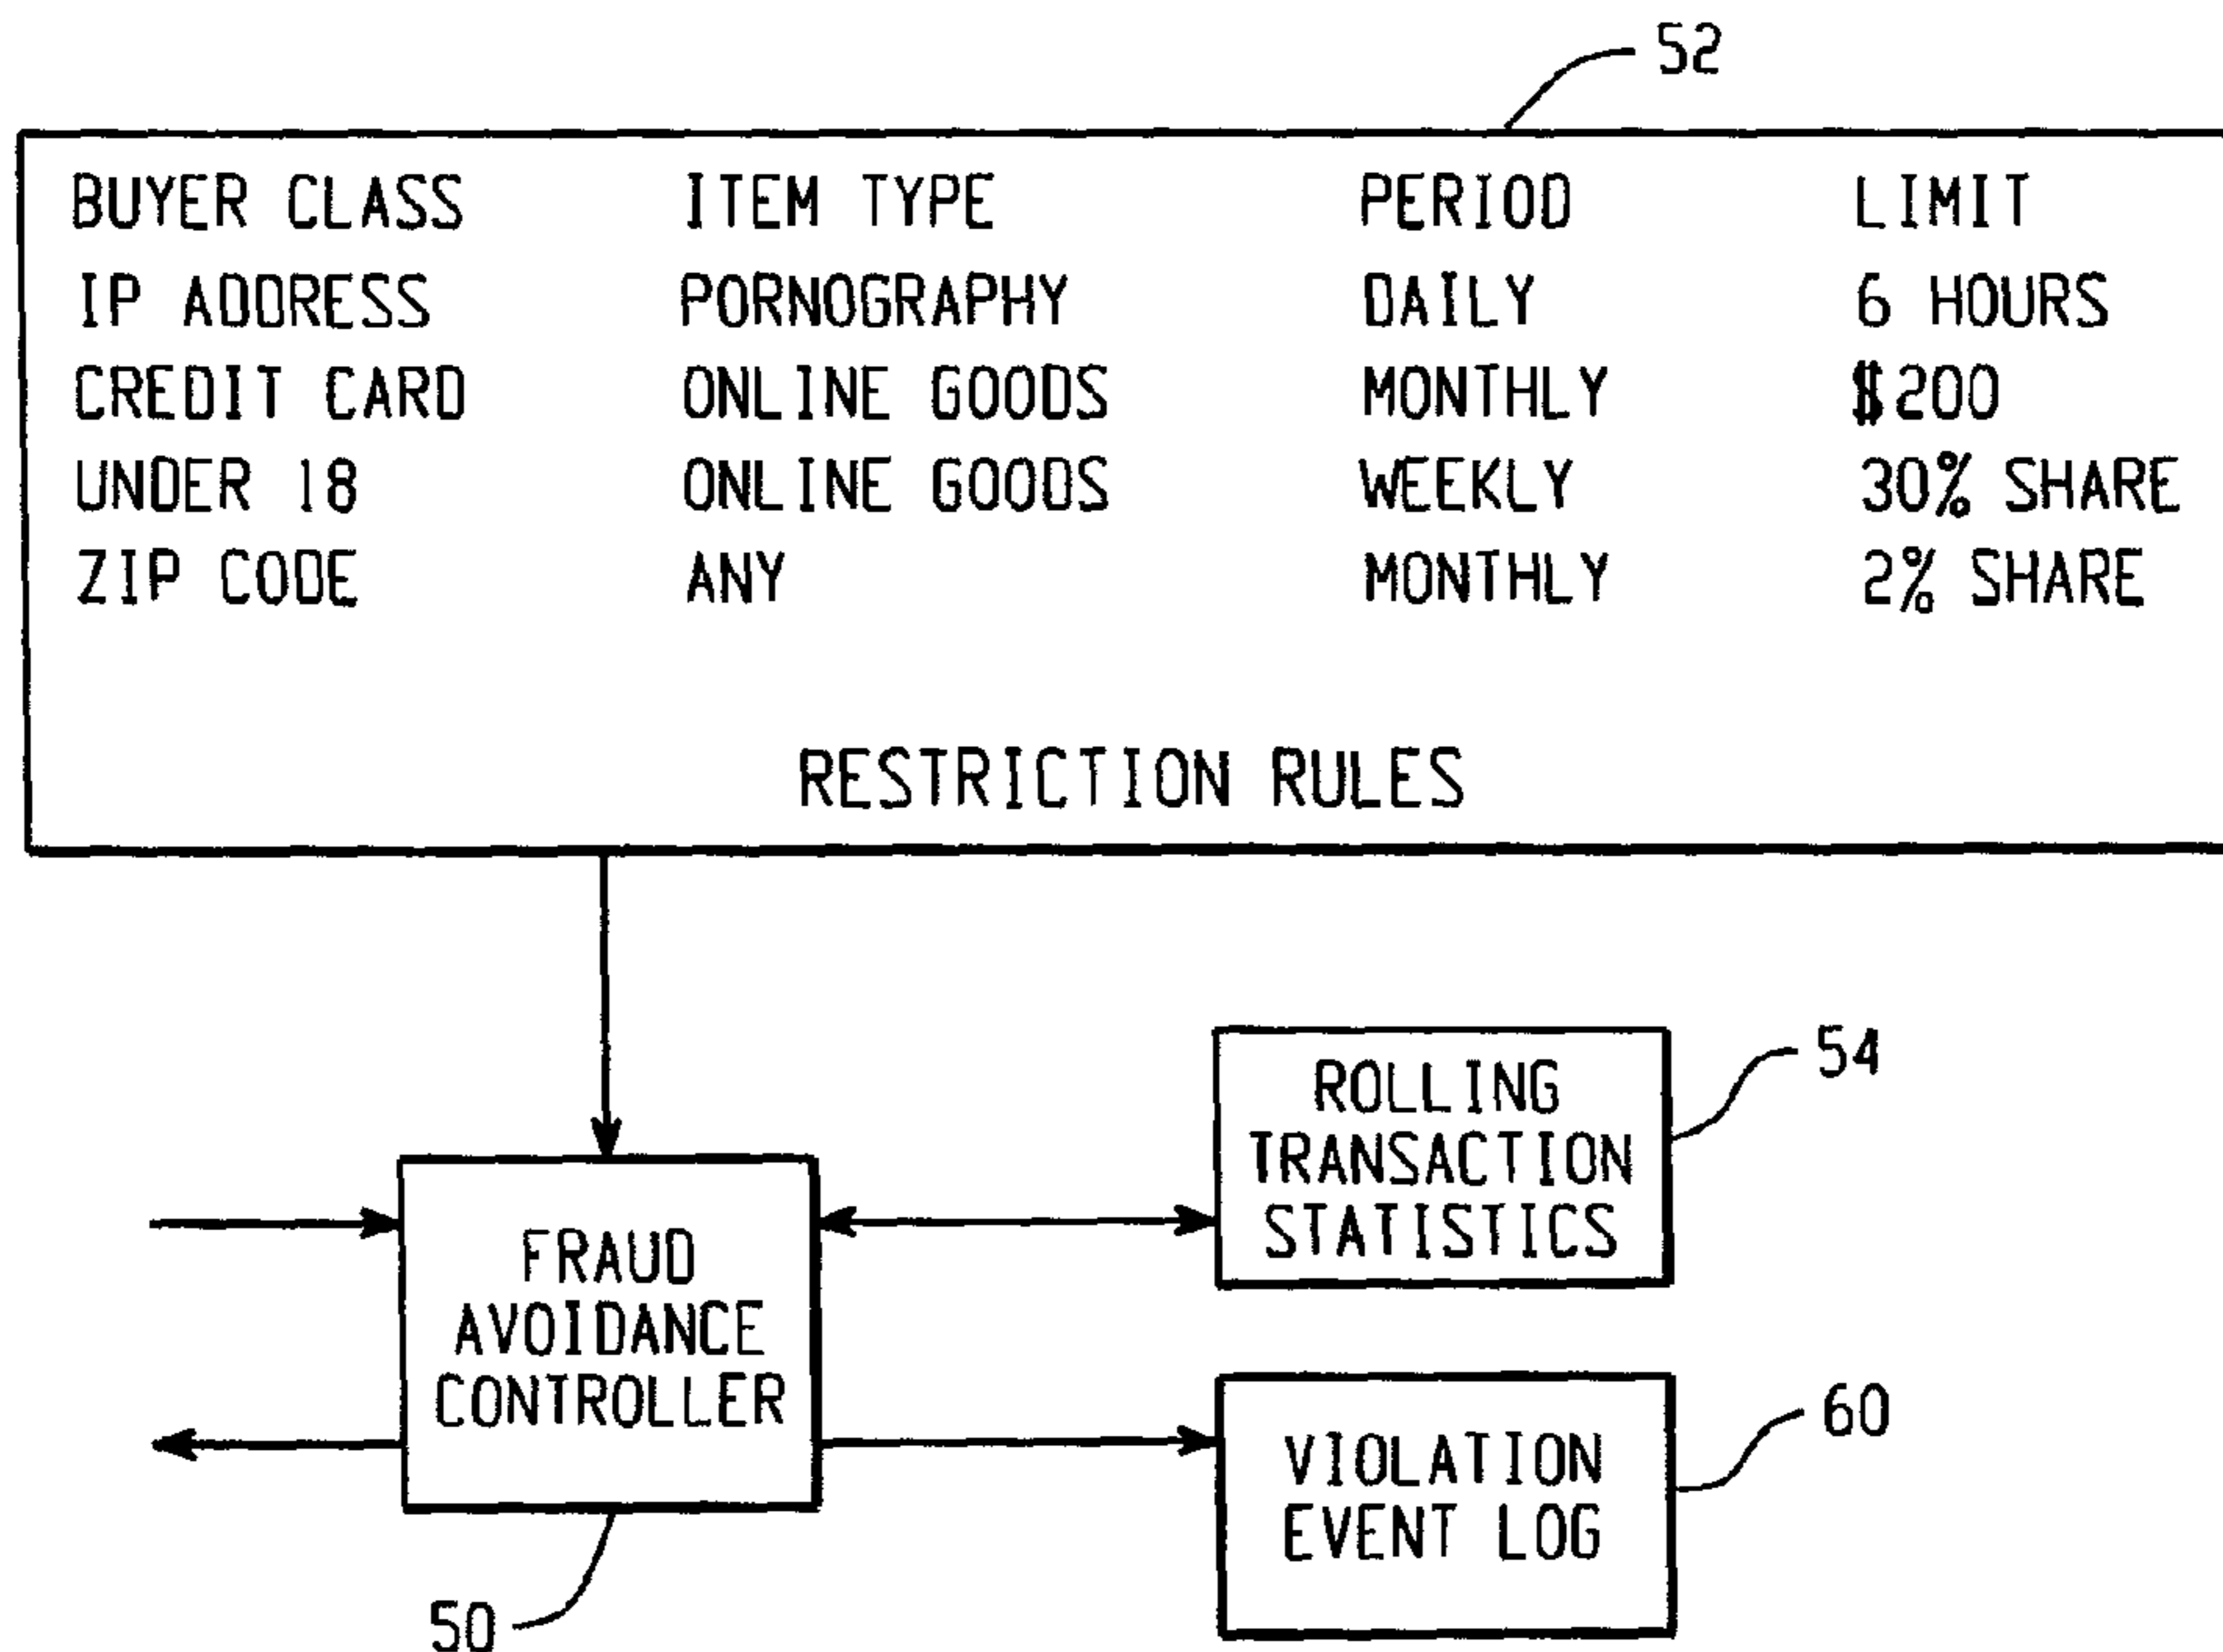 52
BUYER CLASS ITEM TYPE PERIOD LIMIT
IP ADDRESS PORNOGRAPHY DAILY 6 HOURS
CREDIT CARD ONLINE GOODS MONTHLY $200
UNDER 18 ONLINE GOODS WEEKLY 30% SHARE
ZIP CODE ANY MONTHLY 2% SHARE
RESTRICTION RULES
ROLLING
TRANSACTION
STATISTICS
54
FRAUD
AVOIDANCE
CONTROLLER
50
VIOLATION
EVENT LOG
60